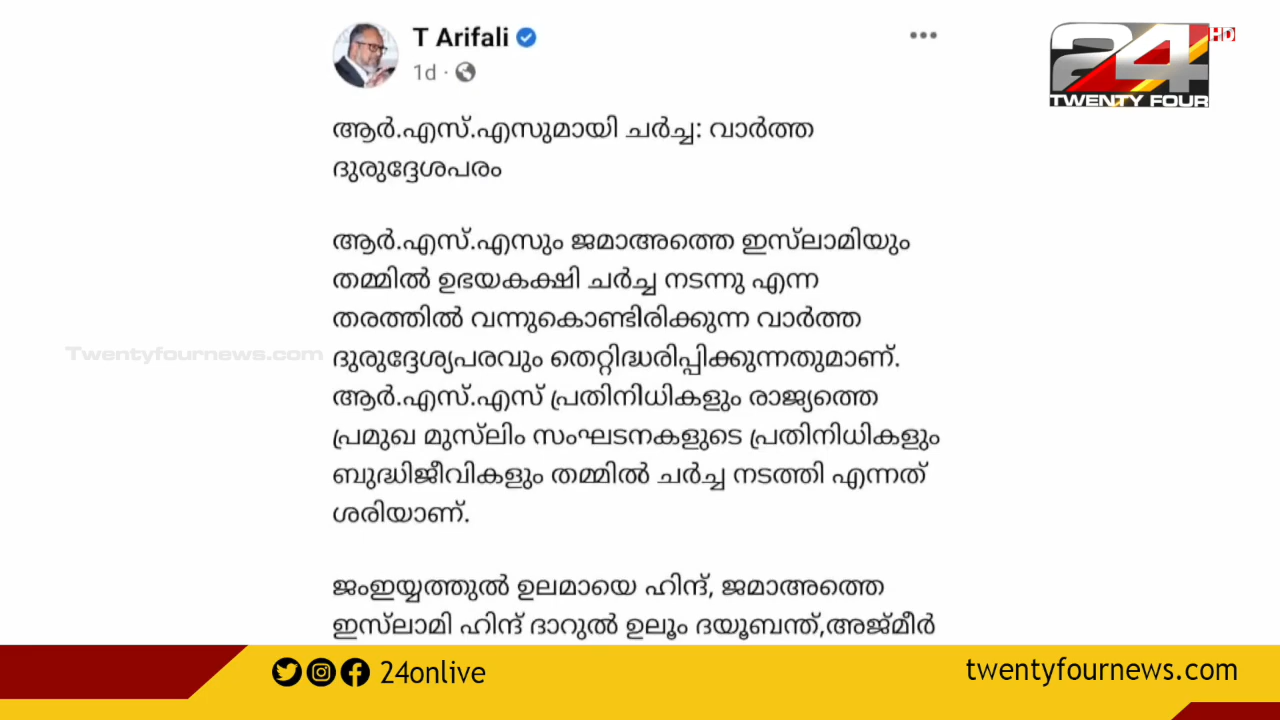 T Arifali
24 HD
1d ·
TWENTY FOUR
ആർ.എസ്.എസുമായി ചർച്ച: വാർത്ത
ദുരുദ്ദേശപരം
ആർ.എസ്.എസും ജമാഅത്തെ ഇസ്‌ലാമിയും
തമ്മിൽ ഉഭയകക്ഷി ചർച്ച നടന്നു എന്ന
തരത്തിൽ വന്നുകൊണ്ടിരിക്കുന്ന വാർത്ത
Twentyfournews.com
ദുരുദ്ദേശ്യപരവും തെറ്റിദ്ധരിപ്പിക്കുന്നതുമാണ്.
ആർ.എസ്.എസ് പ്രതിനിധികളും രാജ്യത്തെ
പ്രമുഖ മുസ്‌ലിം സംഘടനകളുടെ പ്രതിനിധികളും
ബുദ്ധിജീവികളും തമ്മിൽ ചർച്ച നടത്തി എന്നത്
ശരിയാണ്.
ജംഇയ്യത്തുൽ ഉലമായെ ഹിന്ദ്, ജമാഅത്തെ
ഇസ്‌ലാമി ഹിന്ദ് ദാറുൽ ഉലൂം ദയൂബന്ത്,അജ്മീർ
24onlive
twentyfournews.com